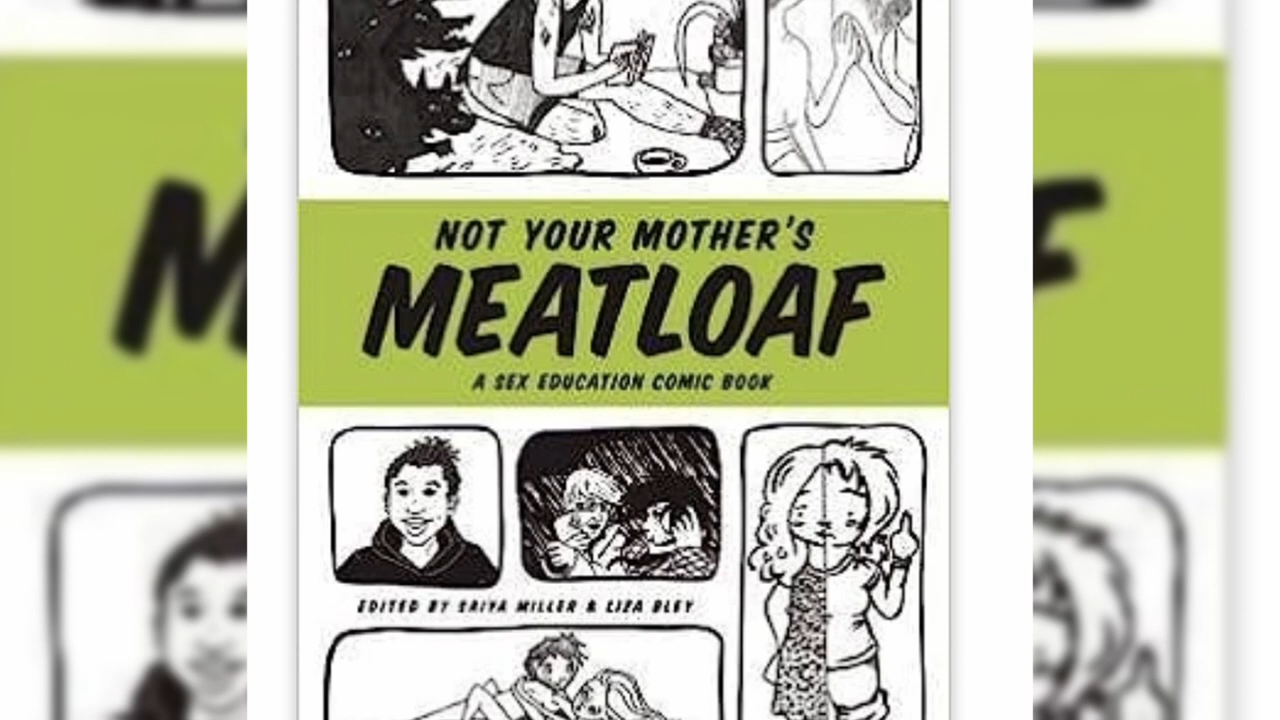 NOT YOUR MOTHER'S
MEATLOAF
A SEX EDUCATION COMIC BOOK
EDITED BY SAIYA MILLER & LIZA BLEY